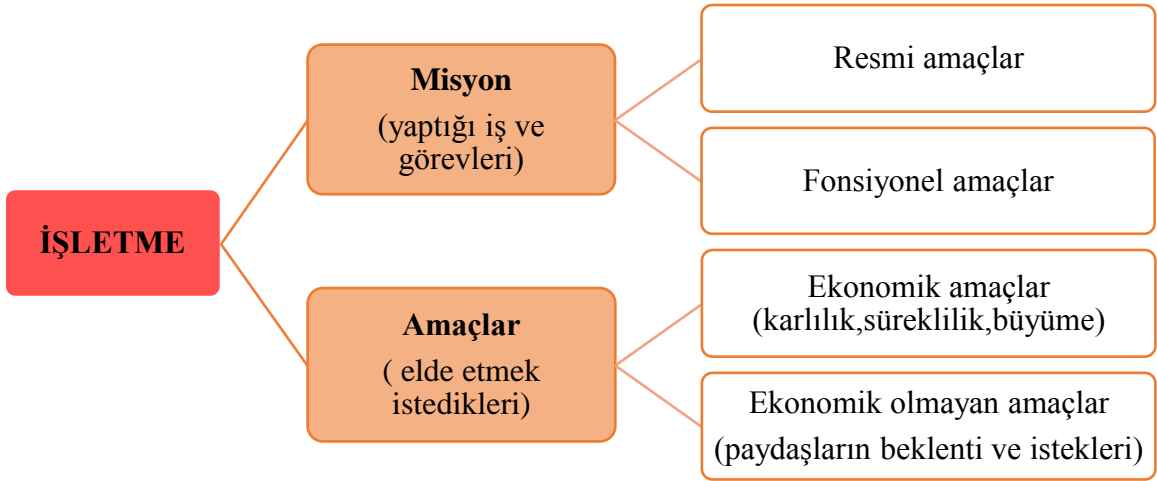 İŞLETME
Misyon
(yaptığı iş ve
görevleri)
Resmi amaçlar
Fonsiyonel amaçlar
Amaçlar
( elde etmek
istedikleri)
Ekonomik amaçlar
(karlılık,süreklilik,büyüme)
Ekonomik olmayan amaçlar
(paydaşların beklenti ve istekleri)